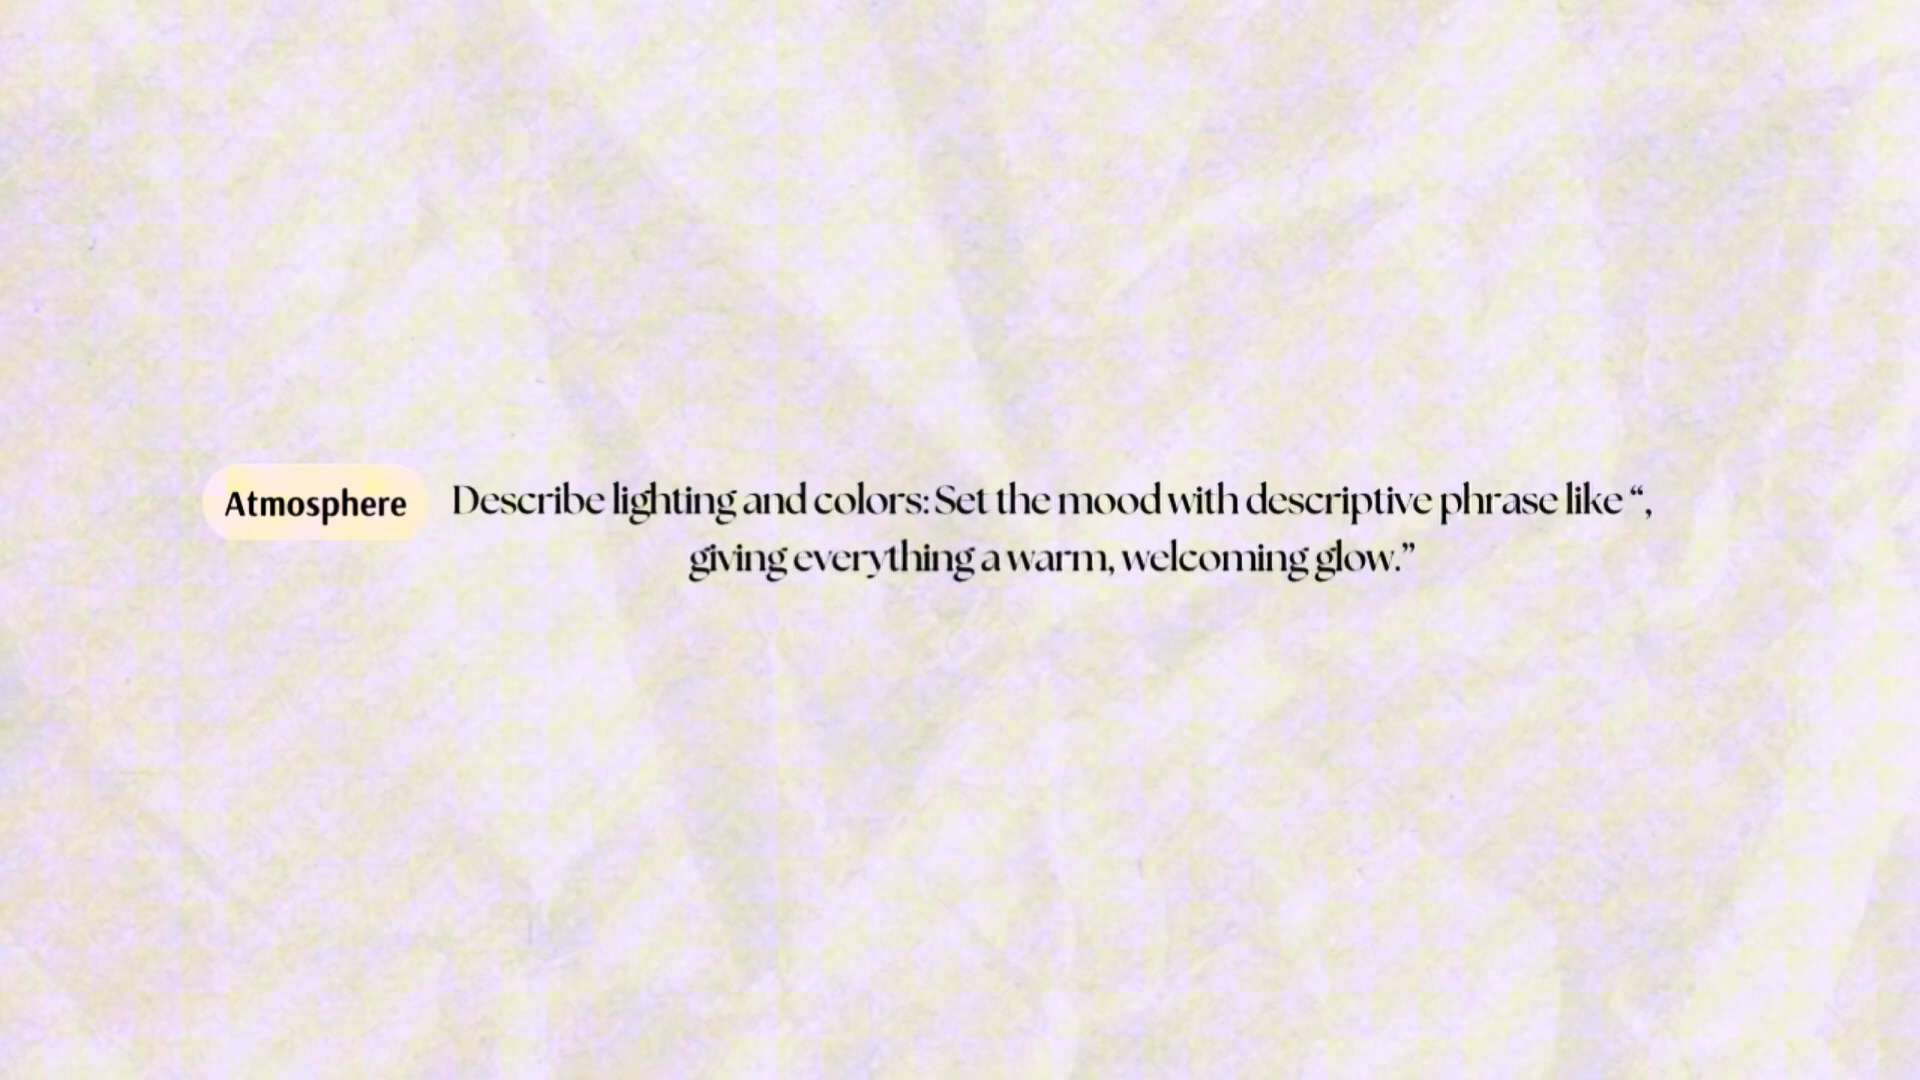 Atmosphere
Describe lighting and colors: Set the mood with descriptive phrase like “,
giving everything a warm, welcoming glow.”